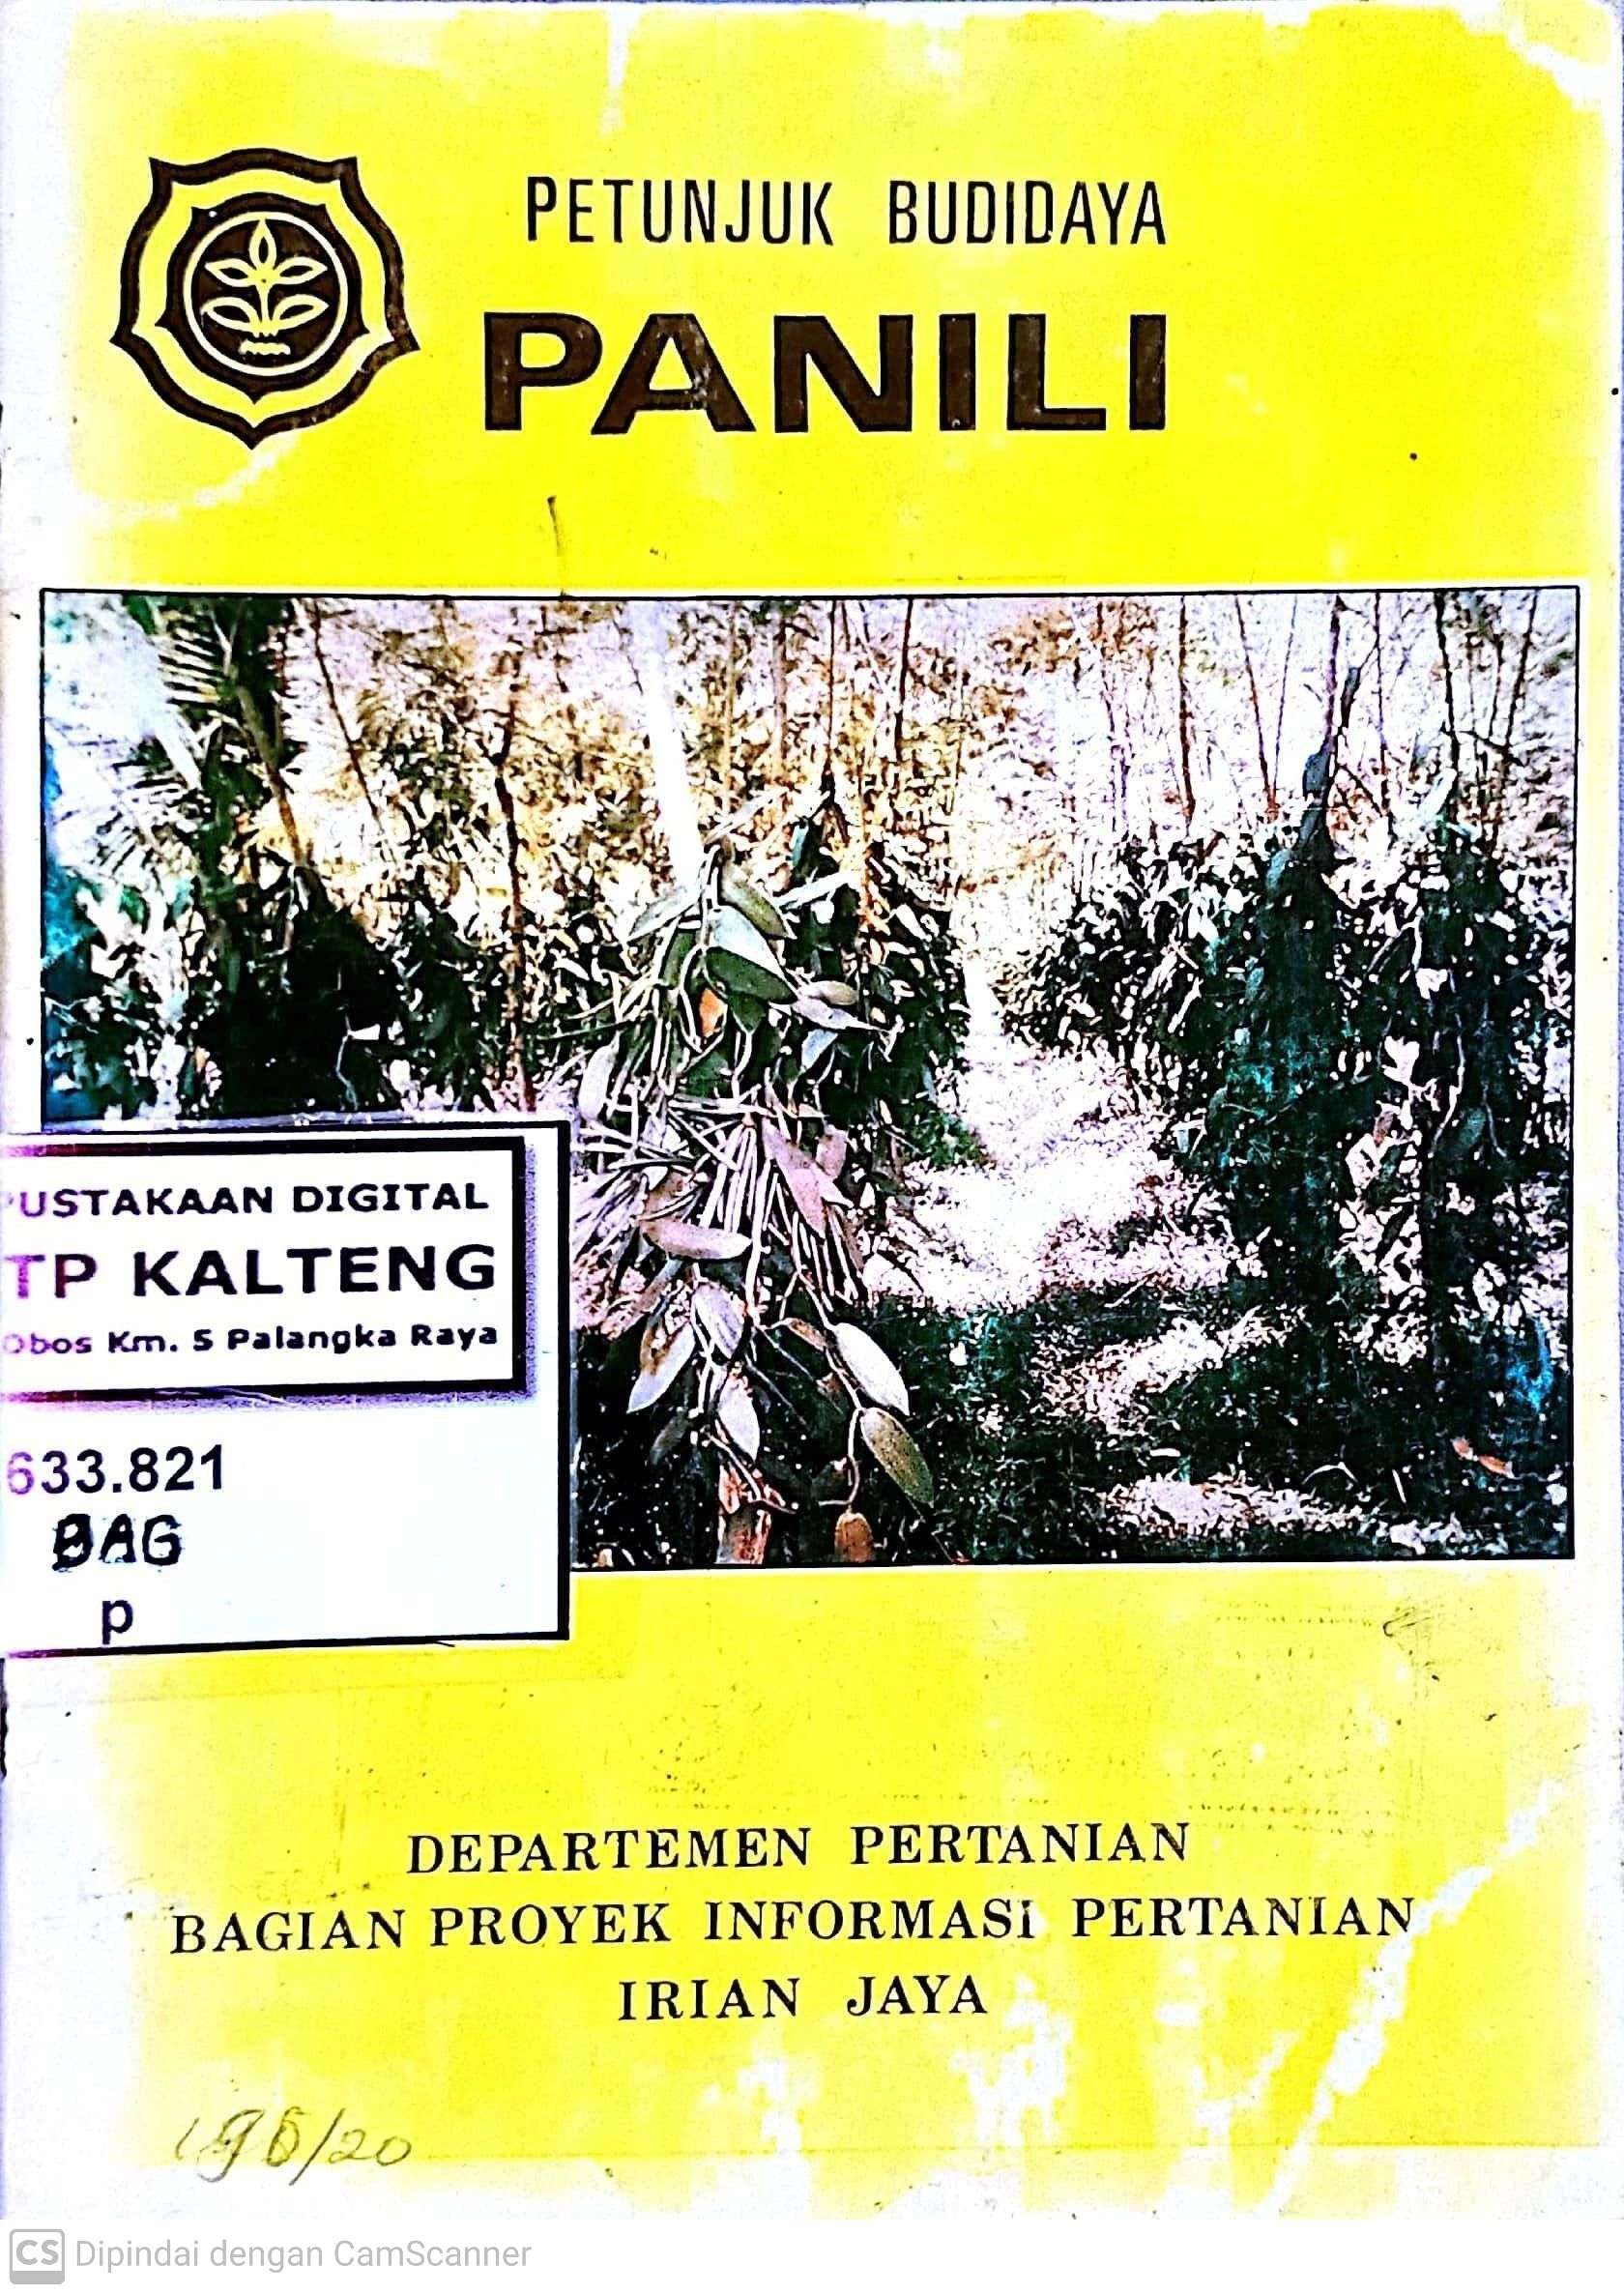 PETUNJUK BUDIDAYA
PANILI
USTAKAAN DIGITAL
TP KALTENG
Obos Km. 5 Palangka Raya
633.821
BAG
p
DEPARTEMEN PERTANIAN
BAGIAN PROYEK INFORMASI PERTANIAN
IRIAN JAYA
CS Dipindai dengan CamScanner